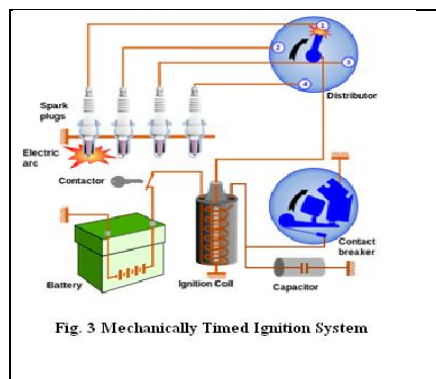 1
2
3
4
Distributor
Spark
plugs
Electric
arc
Contactor
Contact
breaker
Battery
Ignition Coil
Capacitor
Fig. 3 Mechanically Timed Ignition System